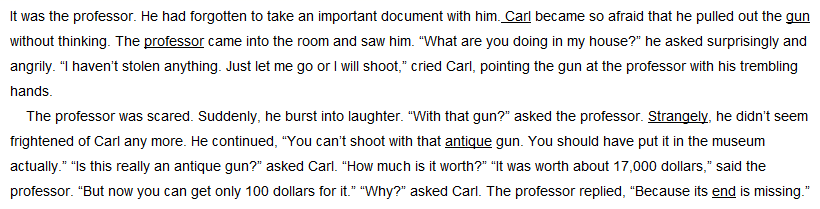 It was the professor. He had forgotten to take an important document with him. Carl became so afraid that he pulled out the gun
without thinking. The professor came into the room and saw him. “What are you doing in my house?” he asked surprisingly and
angrily. “I haven’t stolen anything. Just let me go or I will shoot,” cried Carl, pointing the gun at the professor with his trembling
hands.
The professor was scared. Suddenly, he burst into laughter. “With that gun?” asked the professor. Strangely, he didn’t seem
frightened of Carl any more. He continued, “You can’t shoot with that antique gun. You should have put it in the museum
actually.” “Is this really an antique gun?” asked Carl. “How much is it worth?” “It was worth about 17,000 dollars,” said the
professor. “But now you can get only 100 dollars for it.” “Why?” asked Carl. The professor replied, “Because its end is missing.”